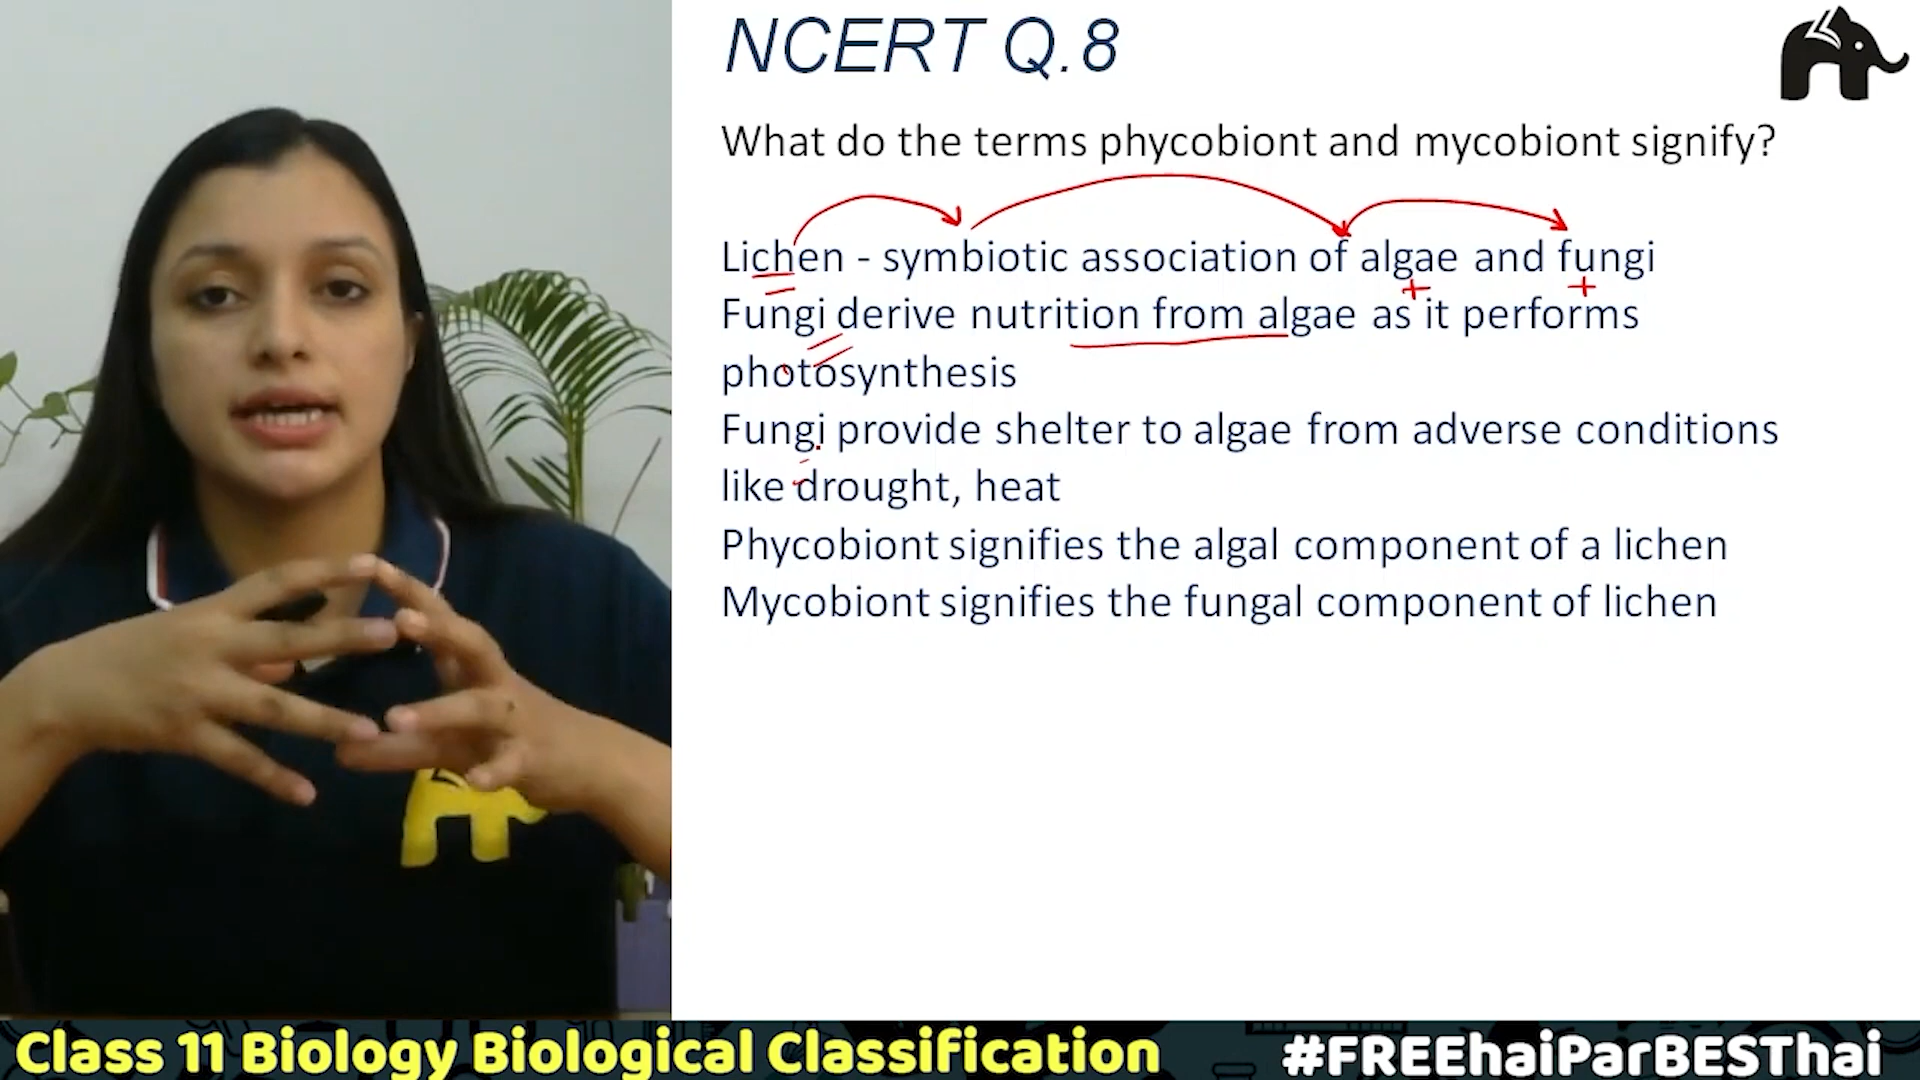 NCERT Q.8
What do the terms phycobiont and mycobiont signify?
Lichen - symbiotic association of algae and fungi
+ +
Fungi derive nutrition from algae as it performs
photosynthesis
Fungi provide shelter to algae from adverse conditions
like drought, heat
Phycobiont signifies the algal component of a lichen
Mycobiont signifies the fungal component of lichen
Class 11 Biology Biological Classification
#FREEhaiParBESThai